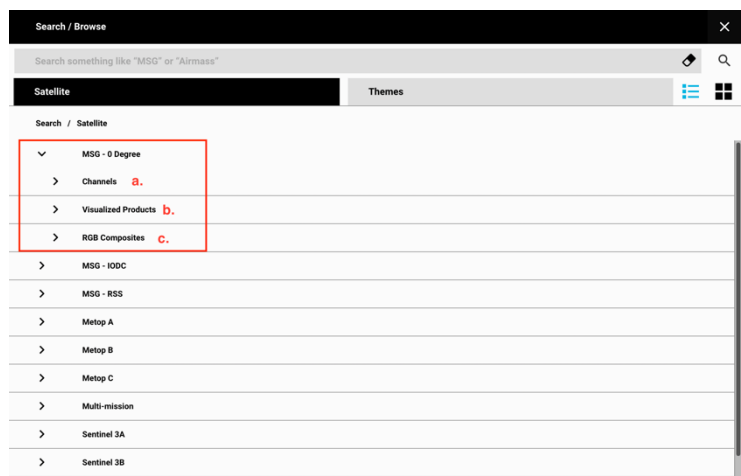 Search / Browse
Search something like "MSG" or "Airmass"
Satellite
Themes
Search / Satellite
MSG - 0 Degree
Channels a.
Visualized Products b.
RGB Composites c.
MSG - IODC
MSG - RSS
Metop A
Metop B
Metop C
Multi-mission
Sentinel 3A
Sentinel 3B